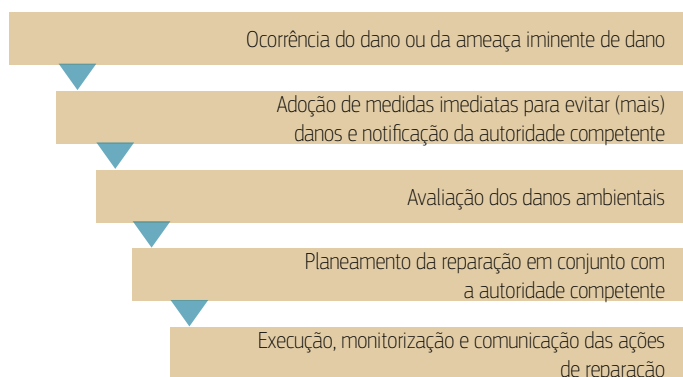 Ocorrência do dano ou da ameaça iminente de dano
Adoção de medidas imediatas para evitar (mais)
danos e notificação da autoridade competente
Avaliação dos danos ambientais
Planeamento da reparação em conjunto com
a autoridade competente
Execução, monitorização e comunicação das ações
de reparação